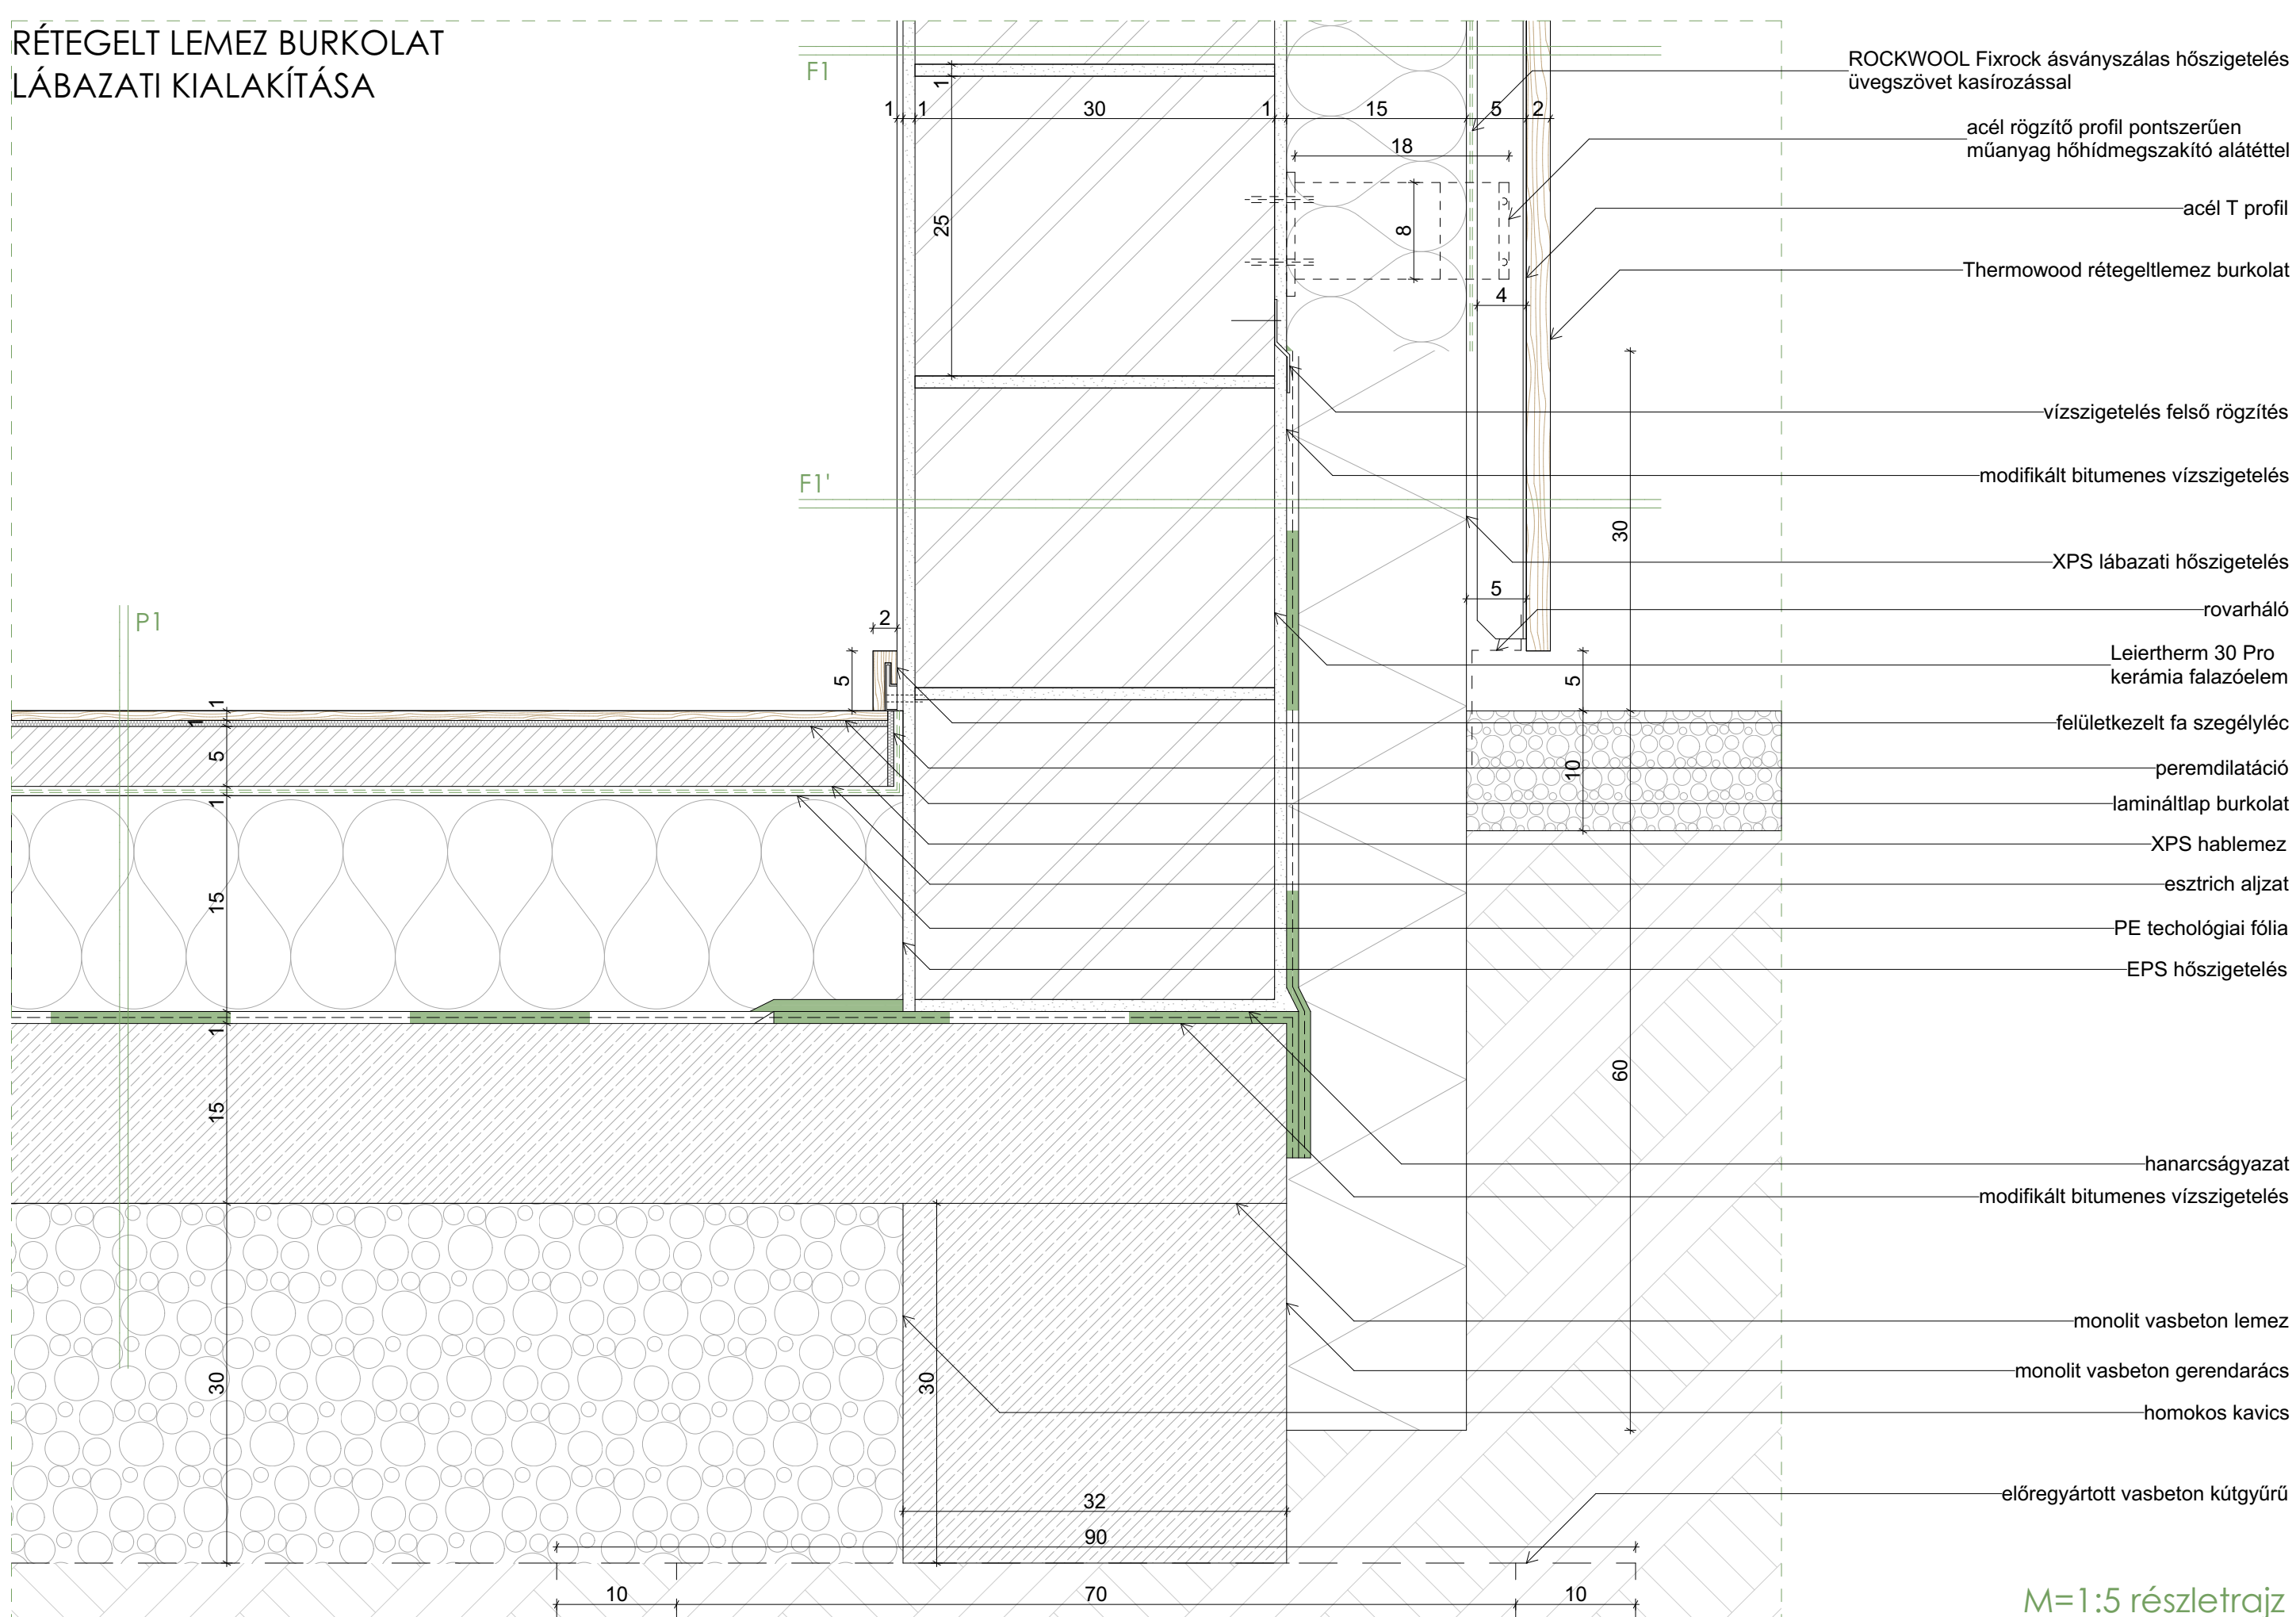 RÉTEGELT LEMEZ BURKOLAT
LÁBAZATI KIALAKÍTÁSA
F1
1
1
1
30
1
15
5
2
18
25
8
4
ROCKWOOL Fixrock ásványszálas hőszigetelés
üvegszövet kasírozással
acél rögzítő profil pontszerűen
műanyag hőhídmegszakító alátéttel
acél T profil
Thermowood rétegeltlemez burkolat
vízszigetelés felső rögzítés
modifikált bitumenes vízszigetelés
F1'
30
XPS lábazati hőszigetelés
5
rovarháló
P1
2
5
5
Leiertherm 30 Pro
kerámia falazóelem
1
1
5
1
felületkezelt fa szegélyléc
10
peremdilatáció
lamináltlap burkolat
XPS hablemez
esztrich aljzat
15
PE techológiai fólia
EPS hőszigetelés
1
60
15
hanarcságyazat
modifikált bitumenes vízszigetelés
monolit vasbeton lemez
30
30
monolit vasbeton gerendarács
homokos kavics
32
előregyártott vasbeton kútgyűrű
90
10
70
10
M=1:5 részletrajz